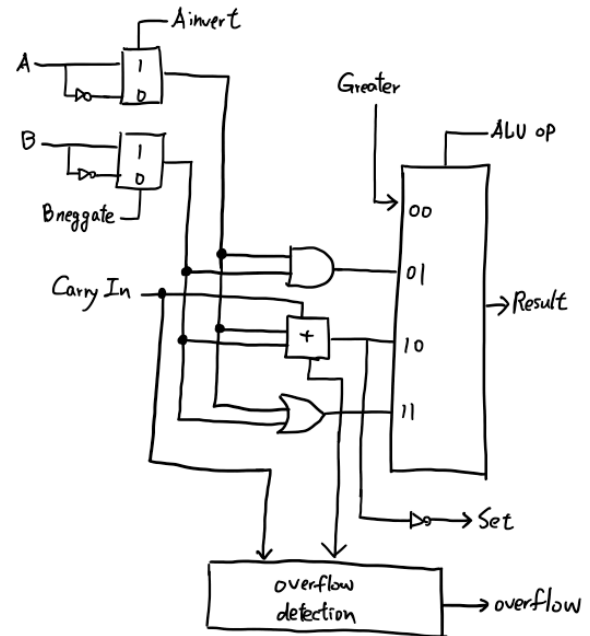 Ainvert
A
1
0
Greater
ALU op
B
1
0
Bneggate
00
01
Carry In
Result
+
10
11
Set
overflow
detection
overflow